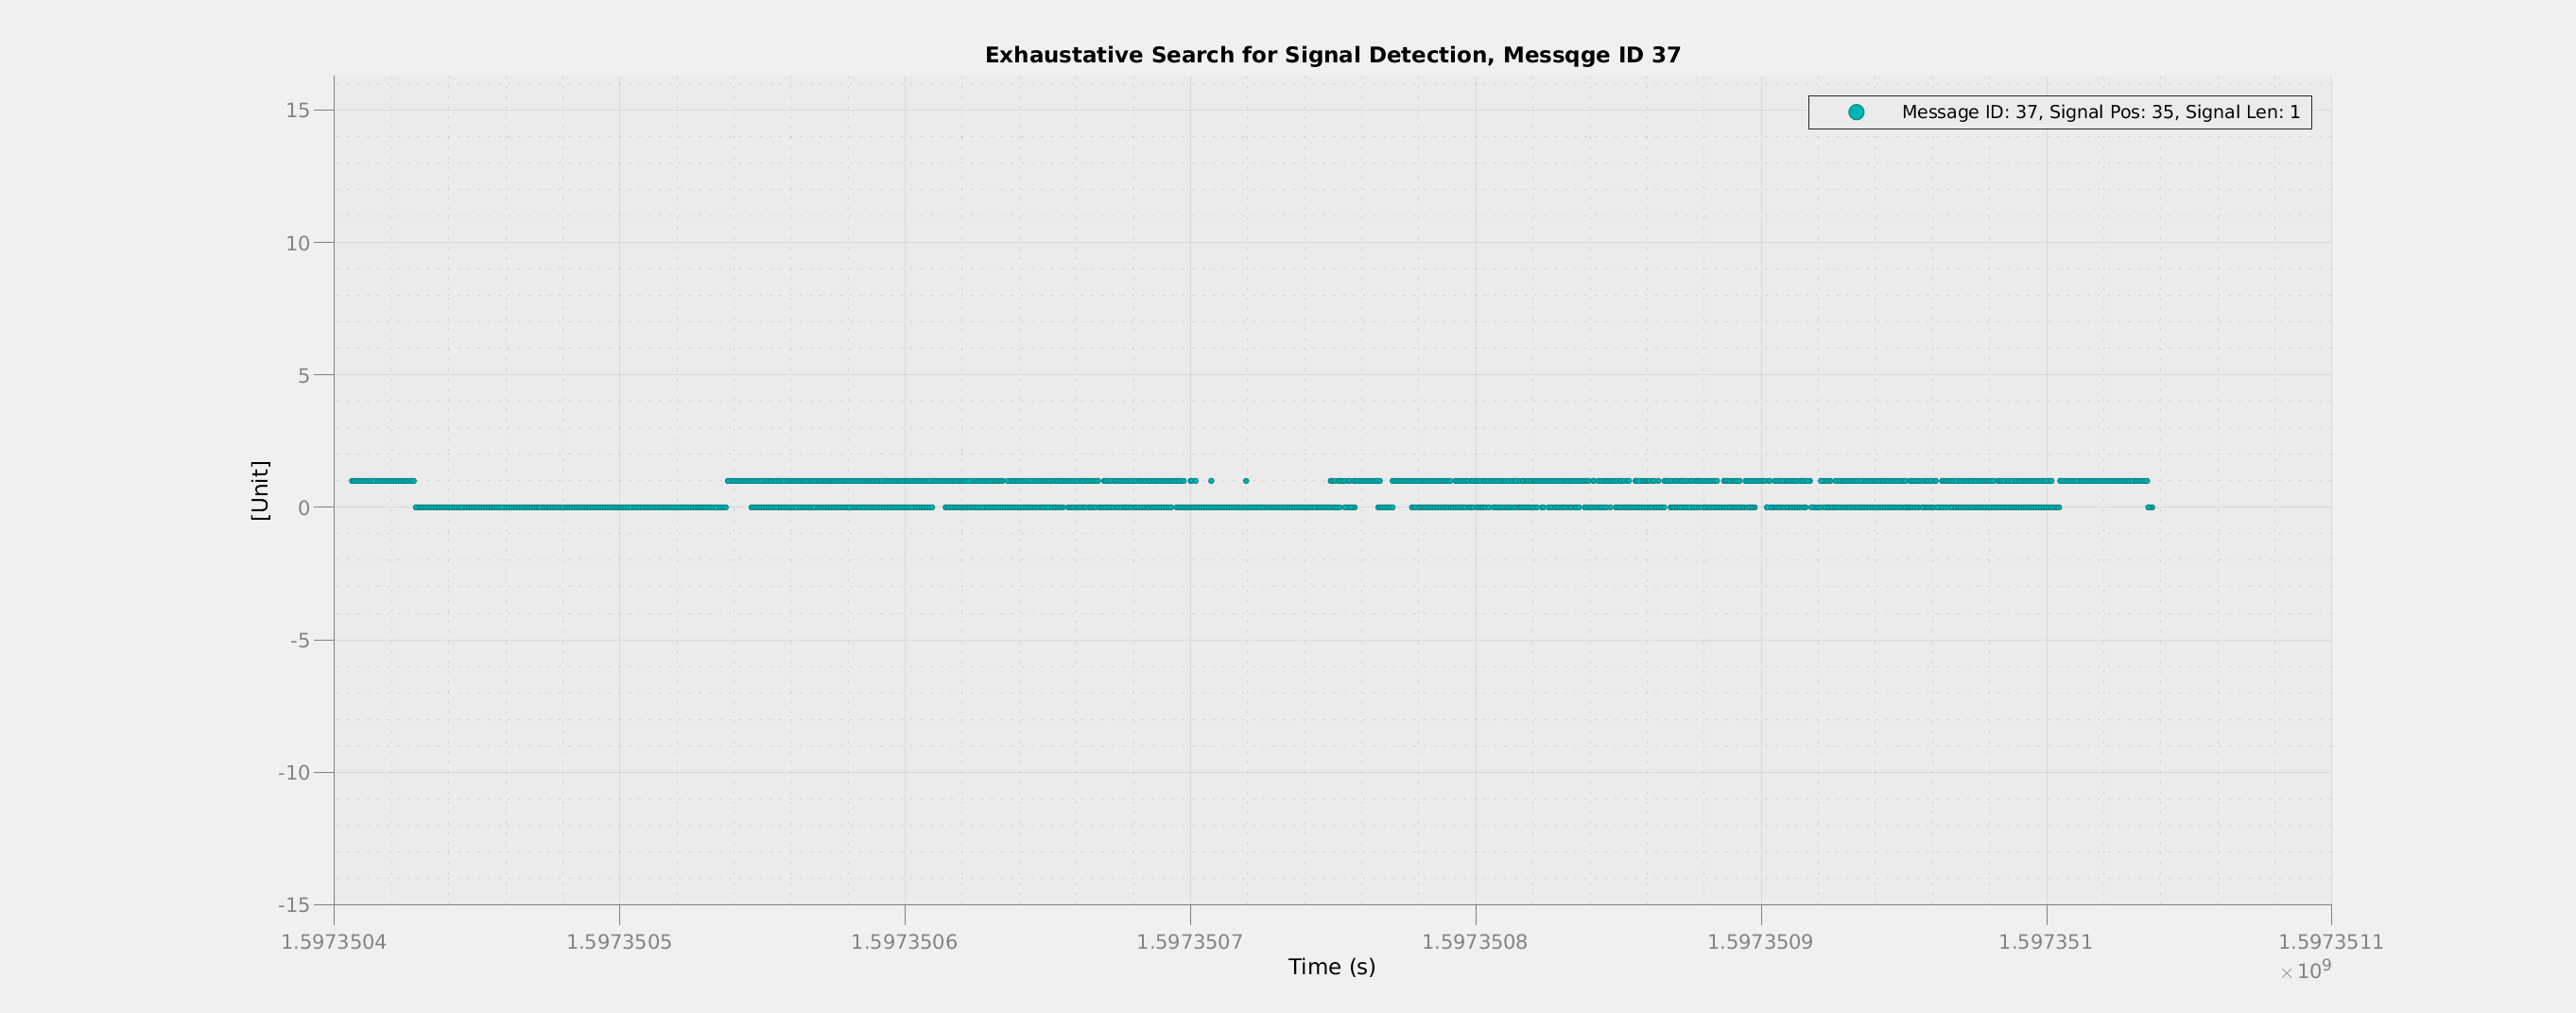 Exhaustative Search for Signal Detection, Messqge ID 37
Message ID: 37, Signal Pos: 35, Signal Len: 1
15
10
5
0
-5
-10
-15
[Unit]
1.5973504 1.5973505 1.5973506 1.5973507 1.5973508 1.5973509 1.597351 1.5973511
Time (s)
×10⁹